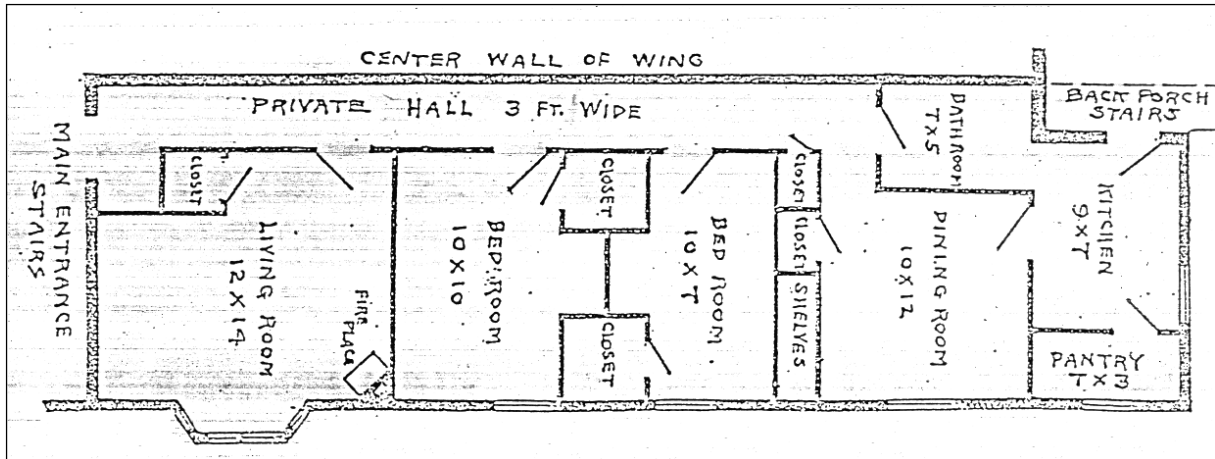 CENTER WALL OF WING
PRIVATE HALL 3 FT. WIDE
BACK PORCH
STAIRS
MAIN ENTRANCE
STAIRS
CLOSET
LIVING ROOM
12 X 14
FIRE
PLACE
BED ROOM
10 X 10
CLOSET
CLOSET
BED ROOM
10 X 7
CLOSET
CLOSET
SHELVES
BATHROOM
7 X 5
DINING ROOM
10 X 12
KITCHEN
9 X 7
PANTRY
7 X 3